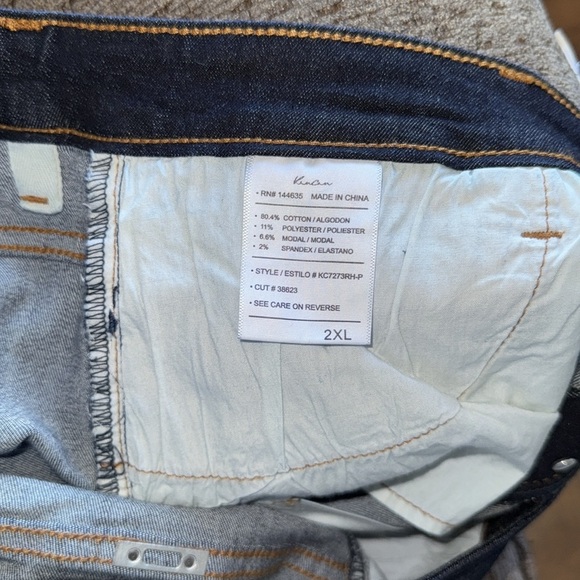 KanCan
• RN# 144635 MADE IN CHINA
• 80.4% COTTON / ALGODON
• 11% POLYESTER / POLIESTER
• 6.6% MODAL / MODAL
• 2% SPANDEX / ELASTANO
• STYLE / ESTILO # KC7273RH-P
• CUT # 38623
• SEE CARE ON REVERSE
2XL